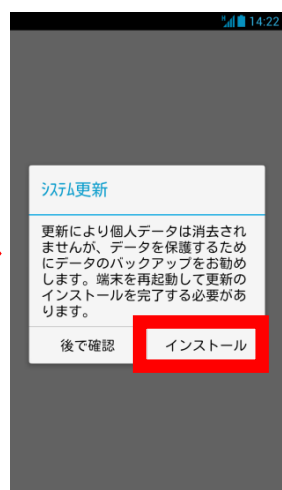 14:22
ｼｽﾃﾑ更新
更新により個人データは消去され
ませんが、データを保護するため
にデータのバックアップをお勧め
します。端末を再起動して更新の
インストールを完了する必要があ
ります。
後で確認
インストール